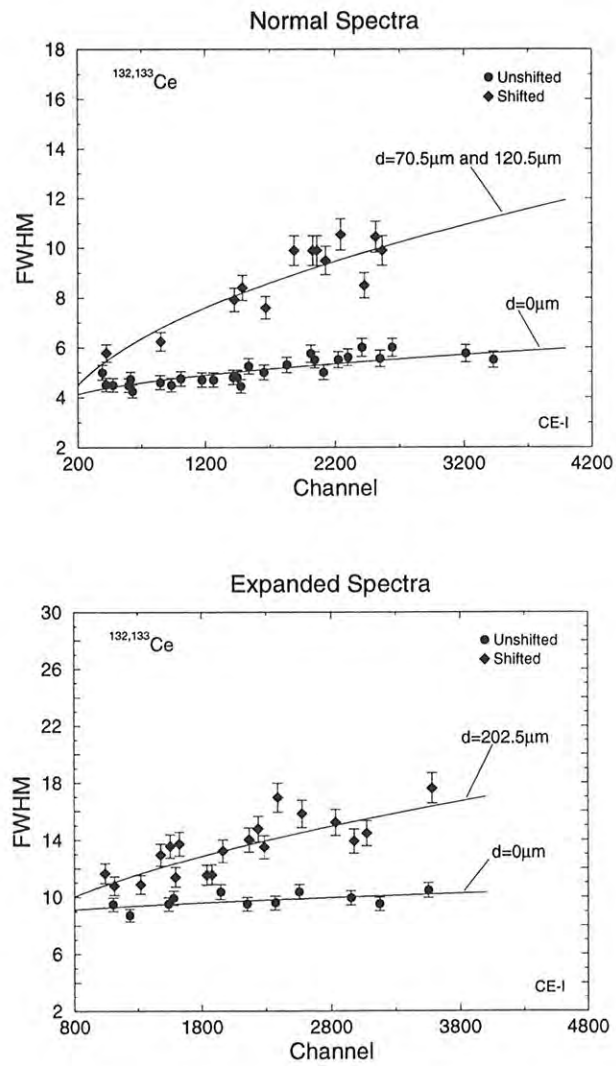 Normal Spectra
18
16
14
12
10
8
6
4
2
FWHM
132,133Ce
Unshifted
Shifted
d=70.5μm and 120.5μm
d=0μm
CE-I
200 1200 2200 3200 4200
Channel
Expanded Spectra
30
26
22
18
14
10
6
2
FWHM
132,133Ce
Unshifted
Shifted
d=202.5μm
d=0μm
CE-I
800 1800 2800 3800 4800
Channel